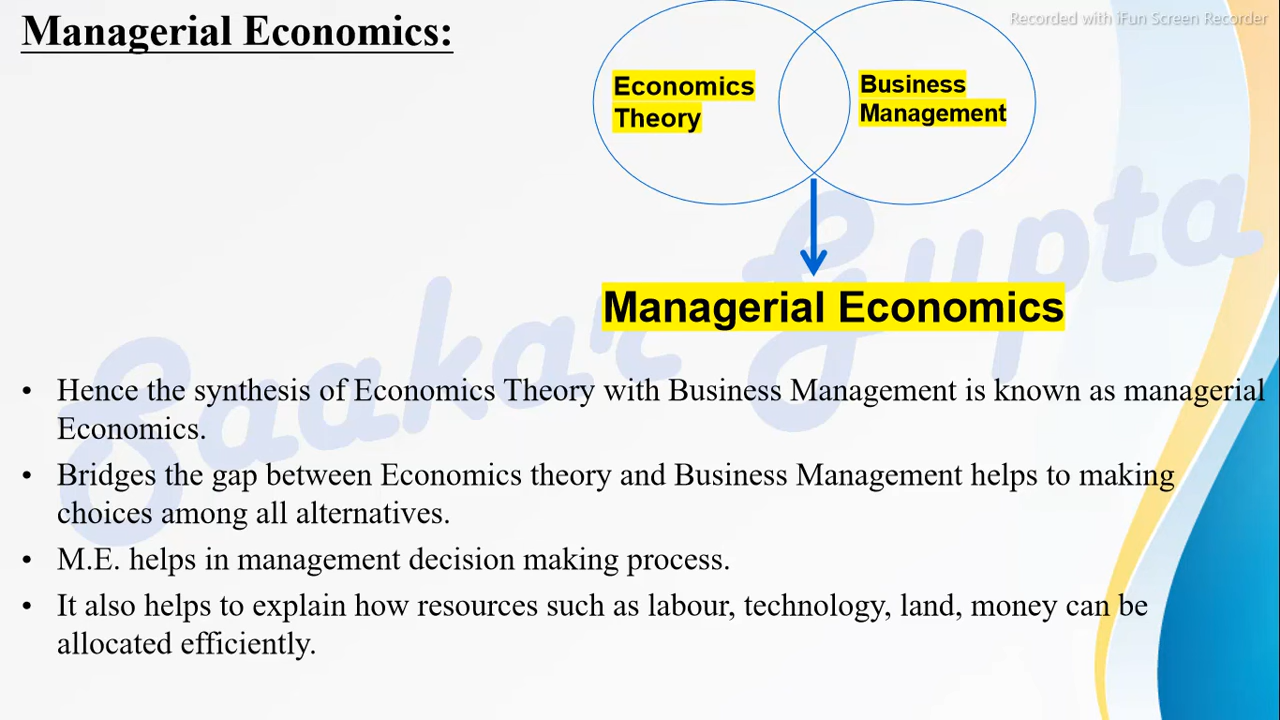 Managerial Economics:
Recorded with iFun Screen Recorder
Economics
Theory
Business
Management
Managerial Economics
Saakar Gupta
• Hence the synthesis of Economics Theory with Business Management is known as managerial
Economics.
• Bridges the gap between Economics theory and Business Management helps to making
choices among all alternatives.
• M.E. helps in management decision making process.
• It also helps to explain how resources such as labour, technology, land, money can be
allocated efficiently.